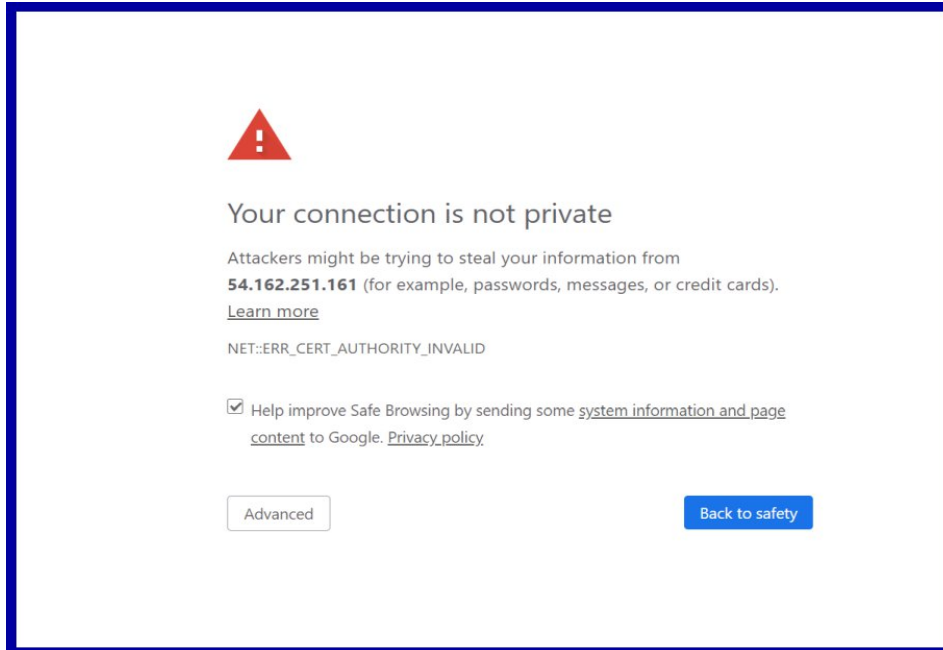 Your connection is not private
Attackers might be trying to steal your information from
54.162.251.161 (for example, passwords, messages, or credit cards).
Learn more
NET::ERR_CERT_AUTHORITY_INVALID
Help improve Safe Browsing by sending some system information and page
content to Google. Privacy policy
Advanced
Back to safety